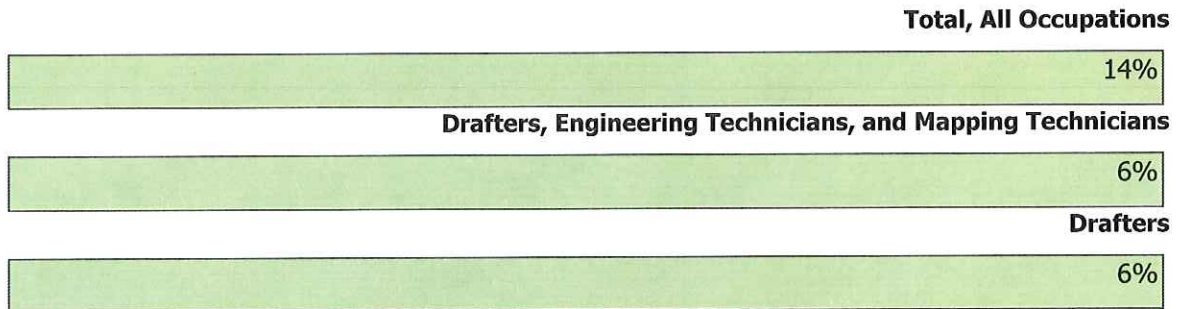 Total, All Occupations
14%
Drafters, Engineering Technicians, and Mapping Technicians
6%
Drafters
6%